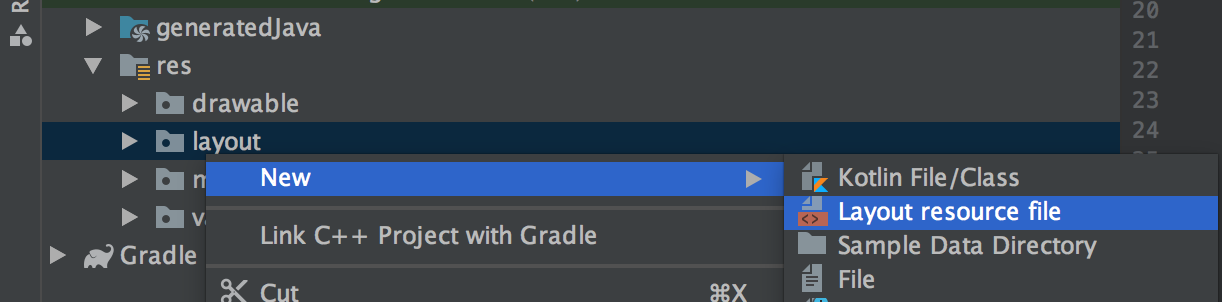 generatedJava
res
drawable
layout
New
Link C++ Project with Gradle
Gradle
Cut ⌘X
Kotlin File/Class
Layout resource file
Sample Data Directory
File
20
21
22
23
24